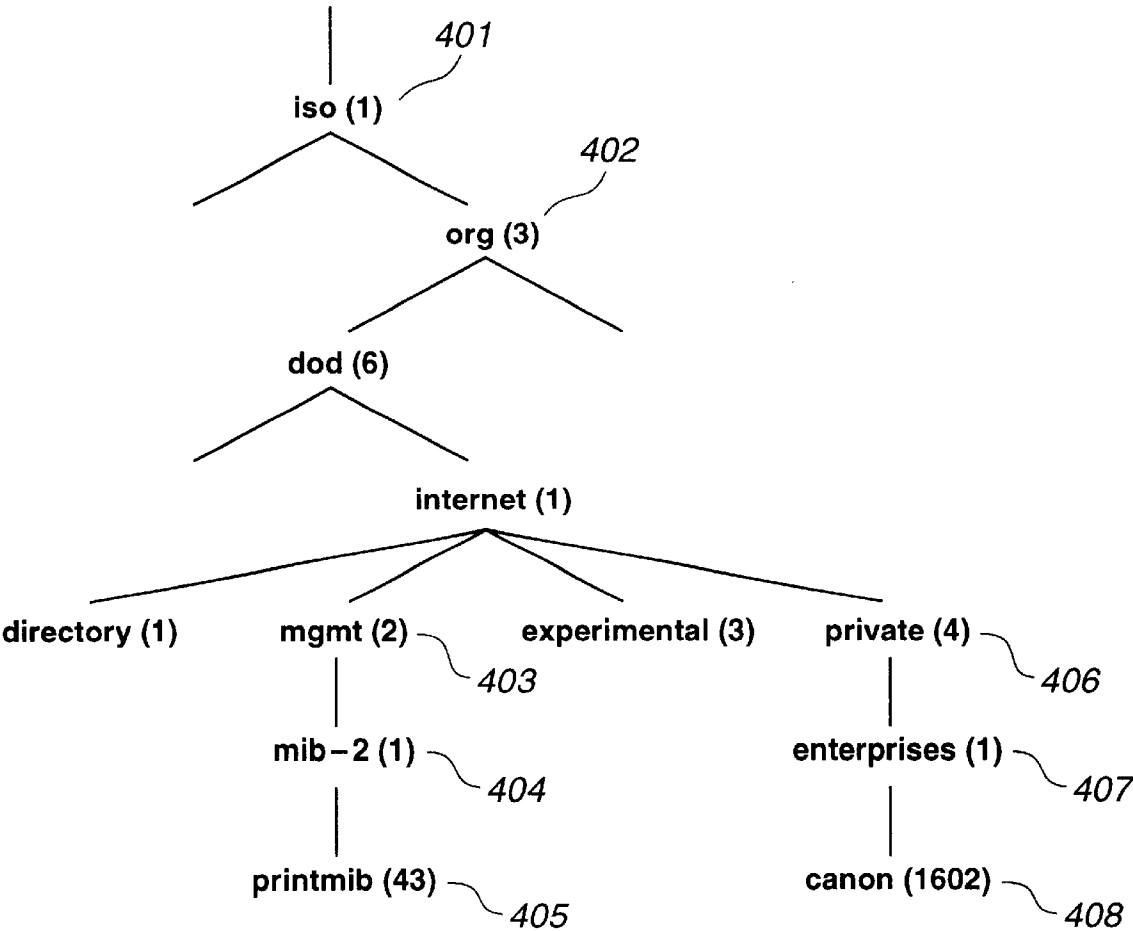 401
iso (1)
402
org (3)
dod (6)
internet (1)
directory (1) mgmt (2) experimental (3) private (4)
403 406
mib-2 (1) enterprises (1)
404 407
printmib (43) canon (1602)
405 408